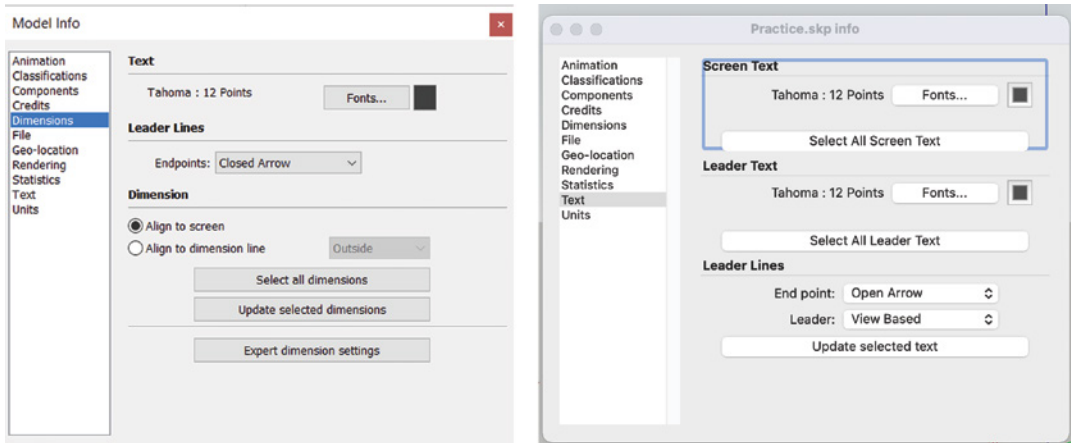 Model Info
Animation
Classifications
Components
Credits
Dimensions
File
Geo-location
Rendering
Statistics
Text
Units
Text
Tahoma : 12 Points
Fonts...
Leader Lines
Endpoints: Closed Arrow
Dimension
Align to screen
Align to dimension line
Outside
Select all dimensions
Update selected dimensions
Expert dimension settings
Practice.skp info
Animation
Classifications
Components
Credits
Dimensions
File
Geo-location
Rendering
Statistics
Text
Units
Screen Text
Tahoma : 12 Points
Fonts...
Select All Screen Text
Leader Text
Tahoma : 12 Points
Fonts...
Select All Leader Text
Leader Lines
End point: Open Arrow
Leader: View Based
Update selected text